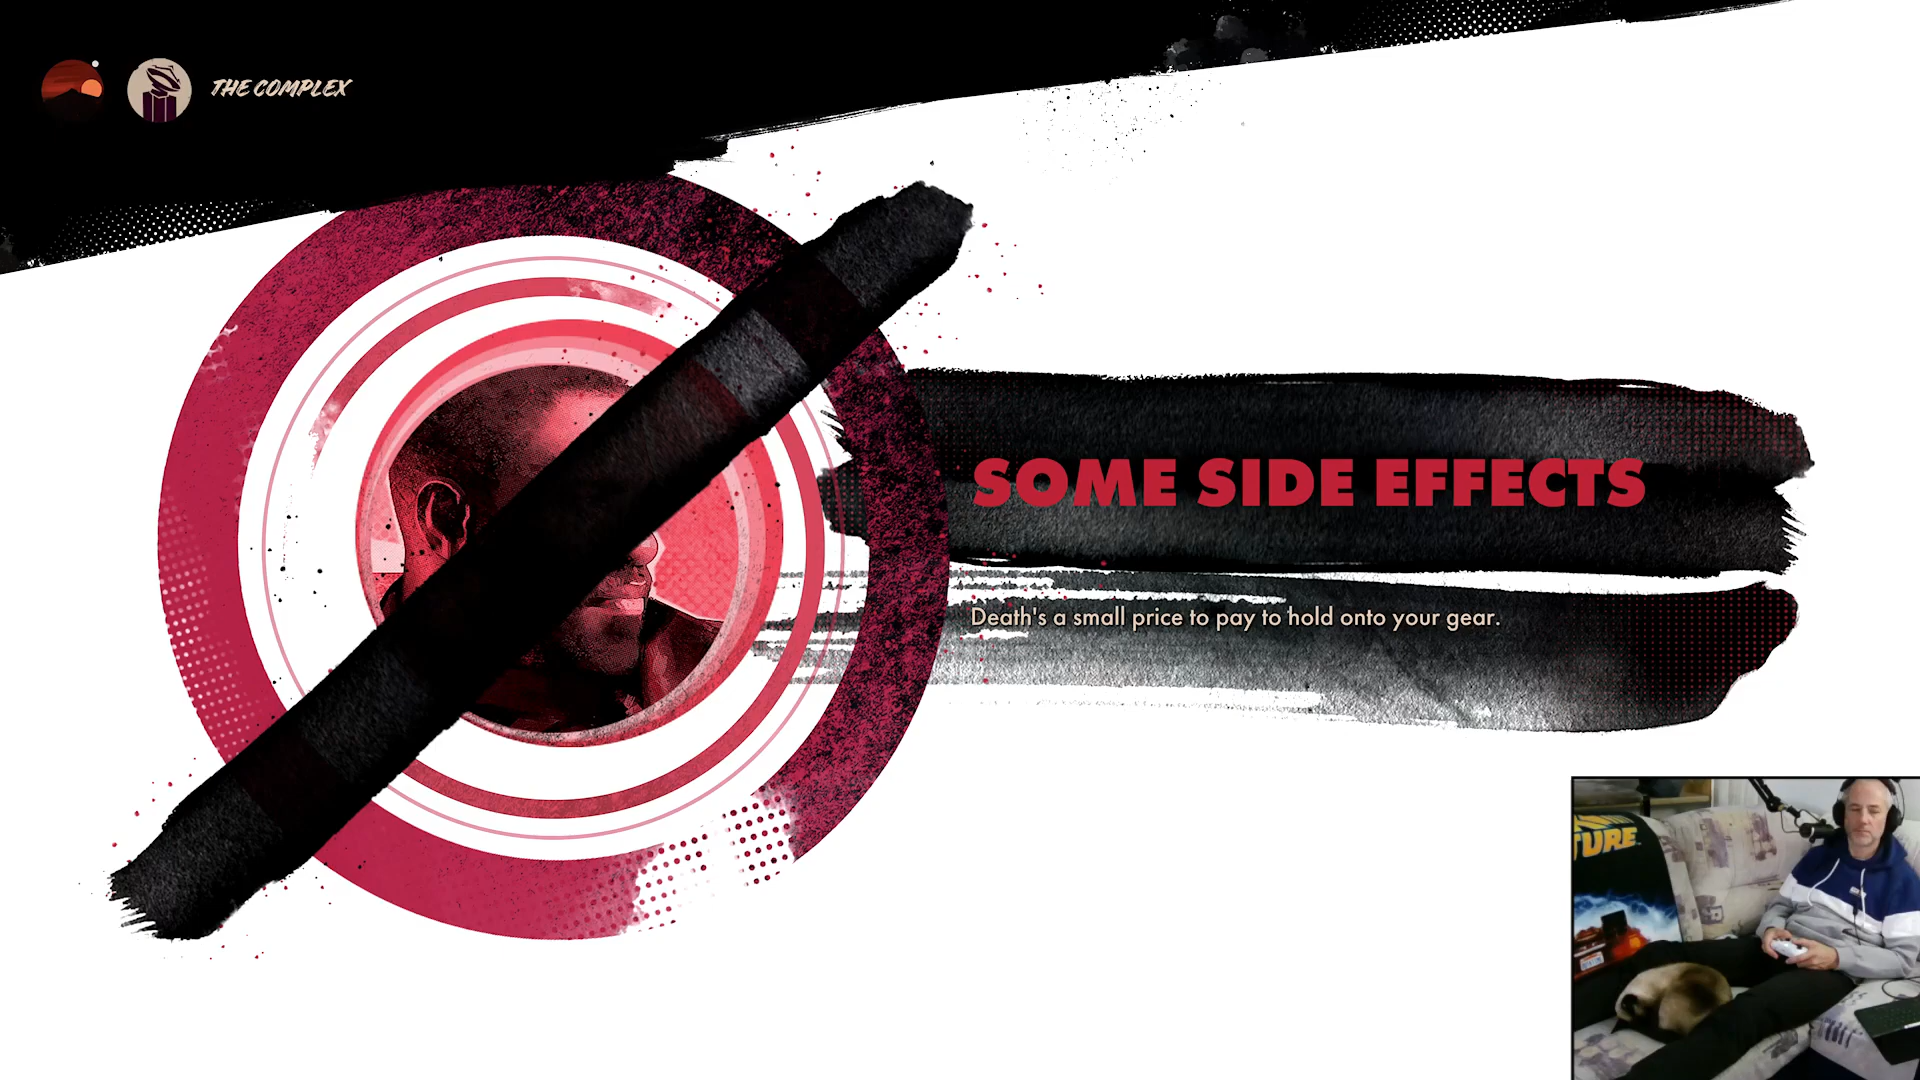 THE COMPLEX
SOME SIDE EFFECTS
Death's a small price to pay to hold onto your gear.
TURE